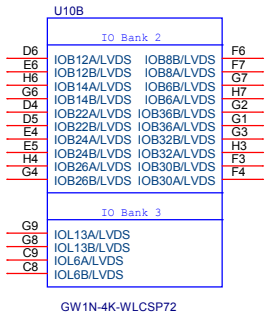 U10B
IO Bank 2
D6 IOB12A/LVDS IOB8B/LVDS F6
E6 IOB12B/LVDS IOB8A/LVDS F7
H6 IOB14A/LVDS IOB6B/LVDS G7
G6 IOB14B/LVDS IOB6A/LVDS H7
D4 IOB22A/LVDS IOB36B/LVDS G2
D5 IOB22B/LVDS IOB36A/LVDS G1
E4 IOB24A/LVDS IOB32B/LVDS G3
E5 IOB24B/LVDS IOB32A/LVDS H3
H4 IOB26A/LVDS IOB30B/LVDS F3
G4 IOB26B/LVDS IOB30A/LVDS F4
IO Bank 3
G9 IOL13A/LVDS
G8 IOL13B/LVDS
C9 IOL6A/LVDS
C8 IOL6B/LVDS
GW1N-4K-WLCSP72